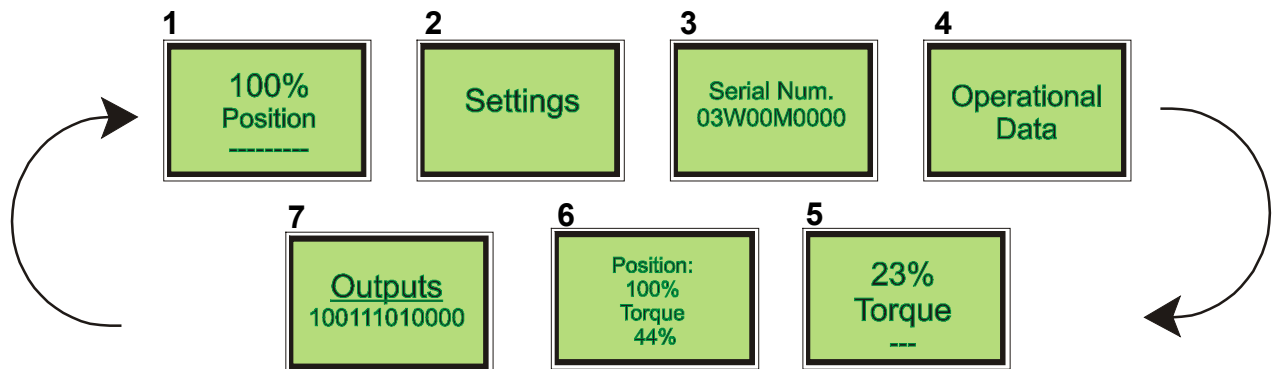 1
100%
Position
---------
2
Settings
3
Serial Num.
03W00M0000
4
Operational
Data
7
Outputs
100111010000
6
Position:
100%
Torque
44%
5
23%
Torque
---